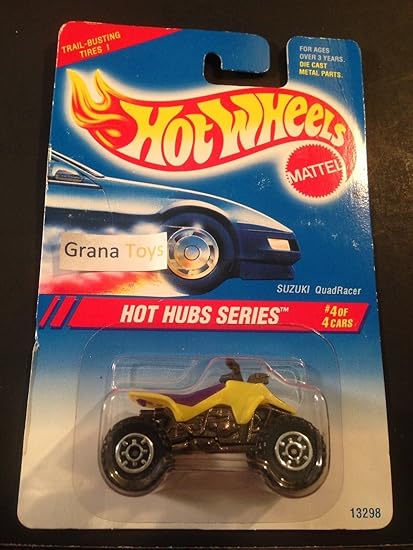 TRAIL-BUSTING
TIRES !
FOR AGES
OVER 3 YEARS.
DIE CAST
METAL PARTS.
HOT WHEELS
MATTEL
Grana Toys
SUZUKI QuadRacer
HOT HUBS SERIES™
#4 OF
4 CARS
13298